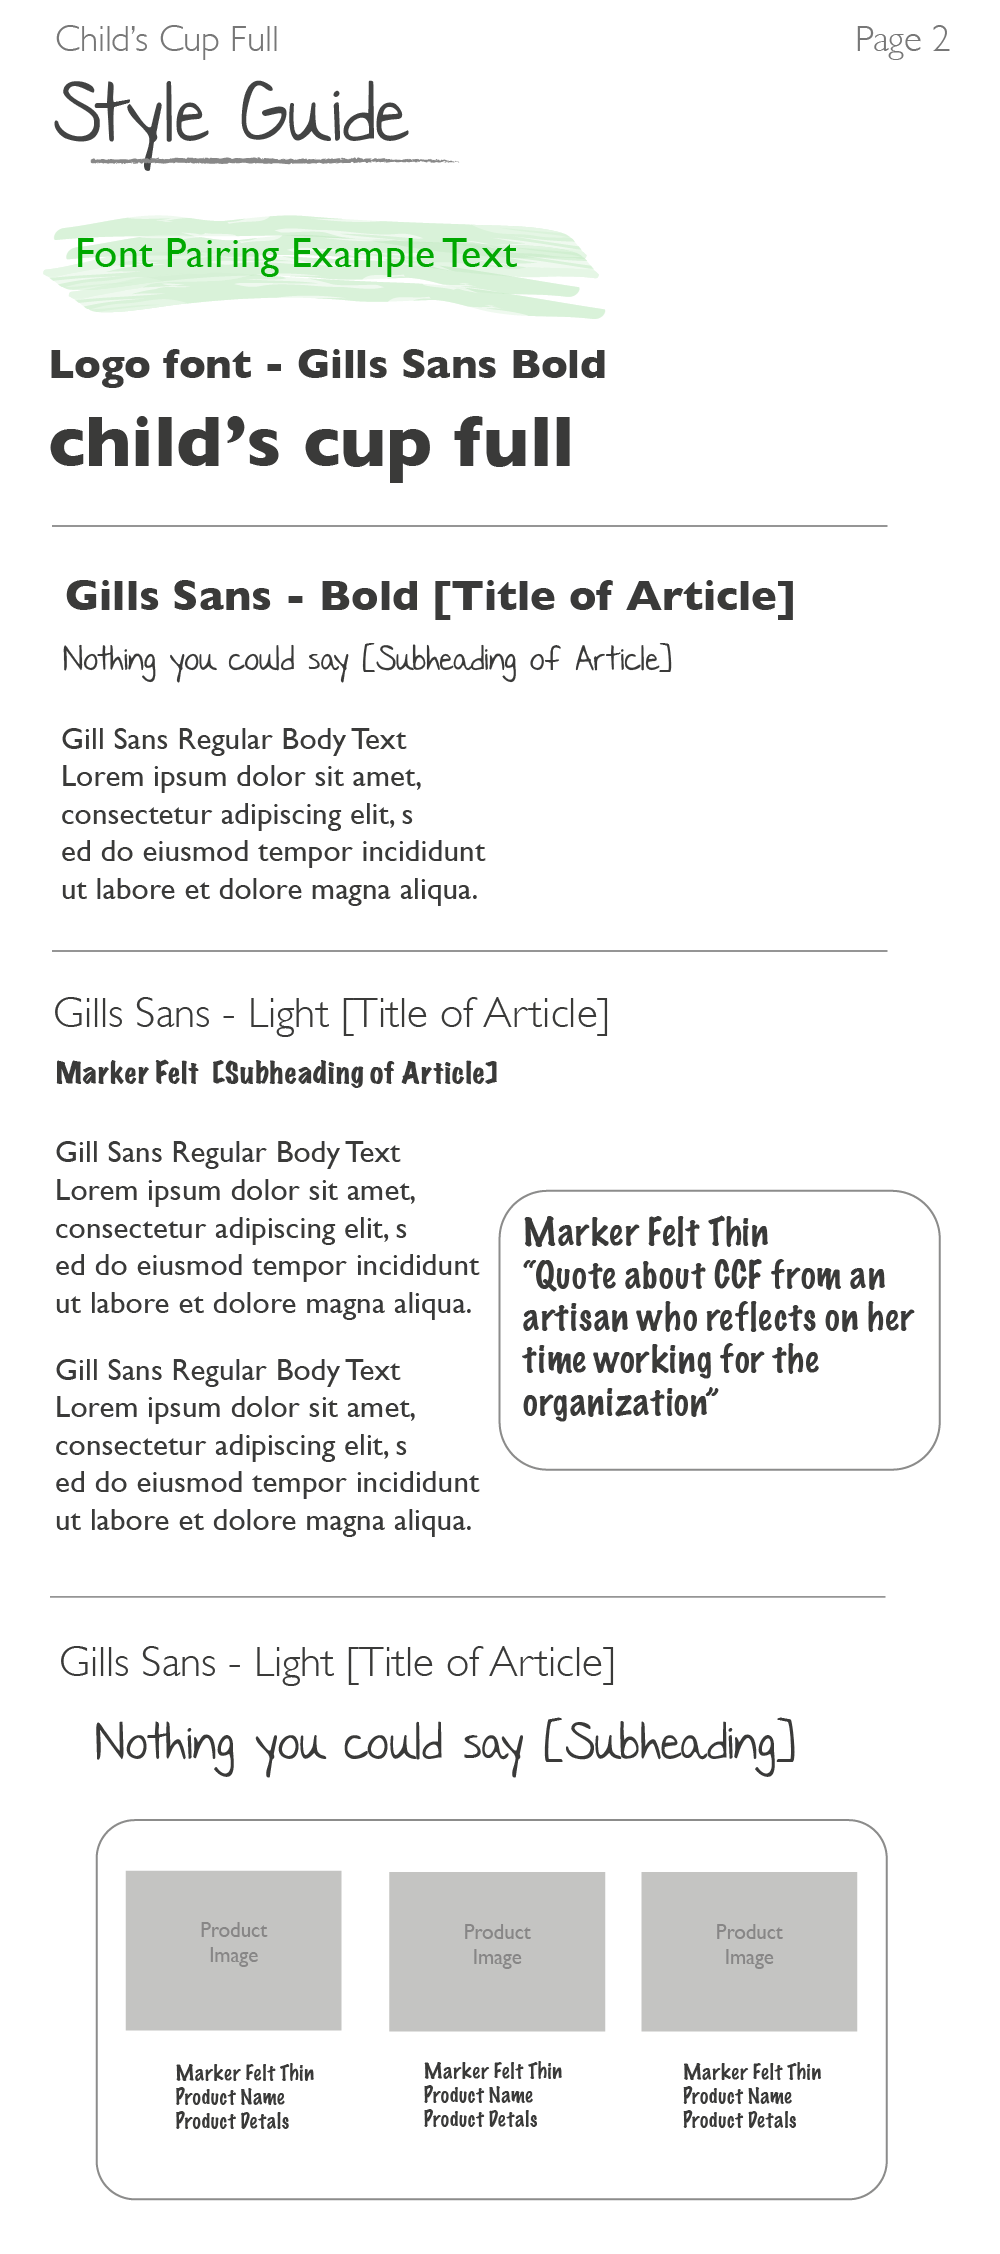 Child’s Cup Full
Page 2
Style Guide
Font Pairing Example Text
Logo font - Gills Sans Bold
child’s cup full
Gills Sans - Bold [Title of Article]
Nothing you could say [Subheading of Article]
Gill Sans Regular Body Text
Lorem ipsum dolor sit amet,
consectetur adipiscing elit, s
ed do eiusmod tempor incididunt
ut labore et dolore magna aliqua.
Gills Sans - Light [Title of Article]
Marker Felt [Subheading of Article]
Gill Sans Regular Body Text
Lorem ipsum dolor sit amet,
consectetur adipiscing elit, s
ed do eiusmod tempor incididunt
ut labore et dolore magna aliqua.
Gill Sans Regular Body Text
Lorem ipsum dolor sit amet,
consectetur adipiscing elit, s
ed do eiusmod tempor incididunt
ut labore et dolore magna aliqua.
Marker Felt Thin
“Quote about CCF from an
artisan who reflects on her
time working for the
organization”
Gills Sans - Light [Title of Article]
Nothing you could say [Subheading]
Product
Image
Product
Image
Product
Image
Marker Felt Thin
Product Name
Product Detals
Marker Felt Thin
Product Name
Product Detals
Marker Felt Thin
Product Name
Product Detals